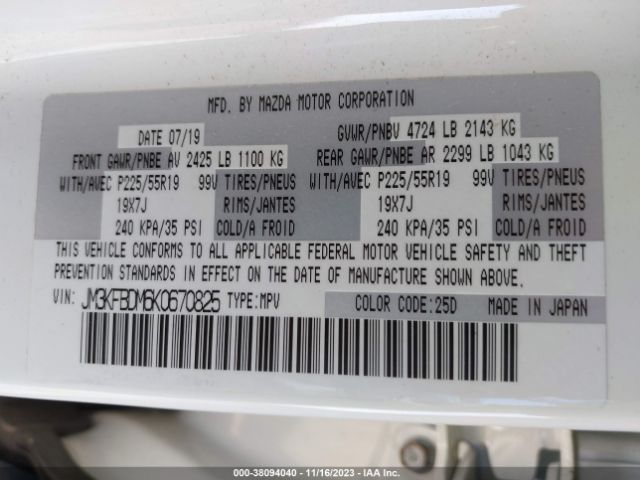 MFD. BY MAZDA MOTOR CORPORATION
DATE 07/19 GVWR/PNBV 4724 LB 2143 KG
FRONT GAWR/PNBE AV 2425 LB 1100 KG REAR GAWR/PNBE AR 2299 LB 1043 KG
WITH/AVEC P225/55R19 99V TIRES/PNEUS WITH/AVEC P225/55R19 99V TIRES/PNEUS
19X7J RIMS/JANTES 19X7J RIMS/JANTES
240 KPA/35 PSI COLD/A FROID 240 KPA/35 PSI COLD/A FROID
THIS VEHICLE CONFORMS TO ALL APPLICABLE FEDERAL MOTOR VEHICLE SAFETY AND THEFT
PREVENTION STANDARDS IN EFFECT ON THE DATE OF MANUFACTURE SHOWN ABOVE.
VIN: JM3KFBDM6K0670825 TYPE:MPV COLOR CODE:25D MADE IN JAPAN
000-38094040 - 11/16/2023 - IAA Inc.